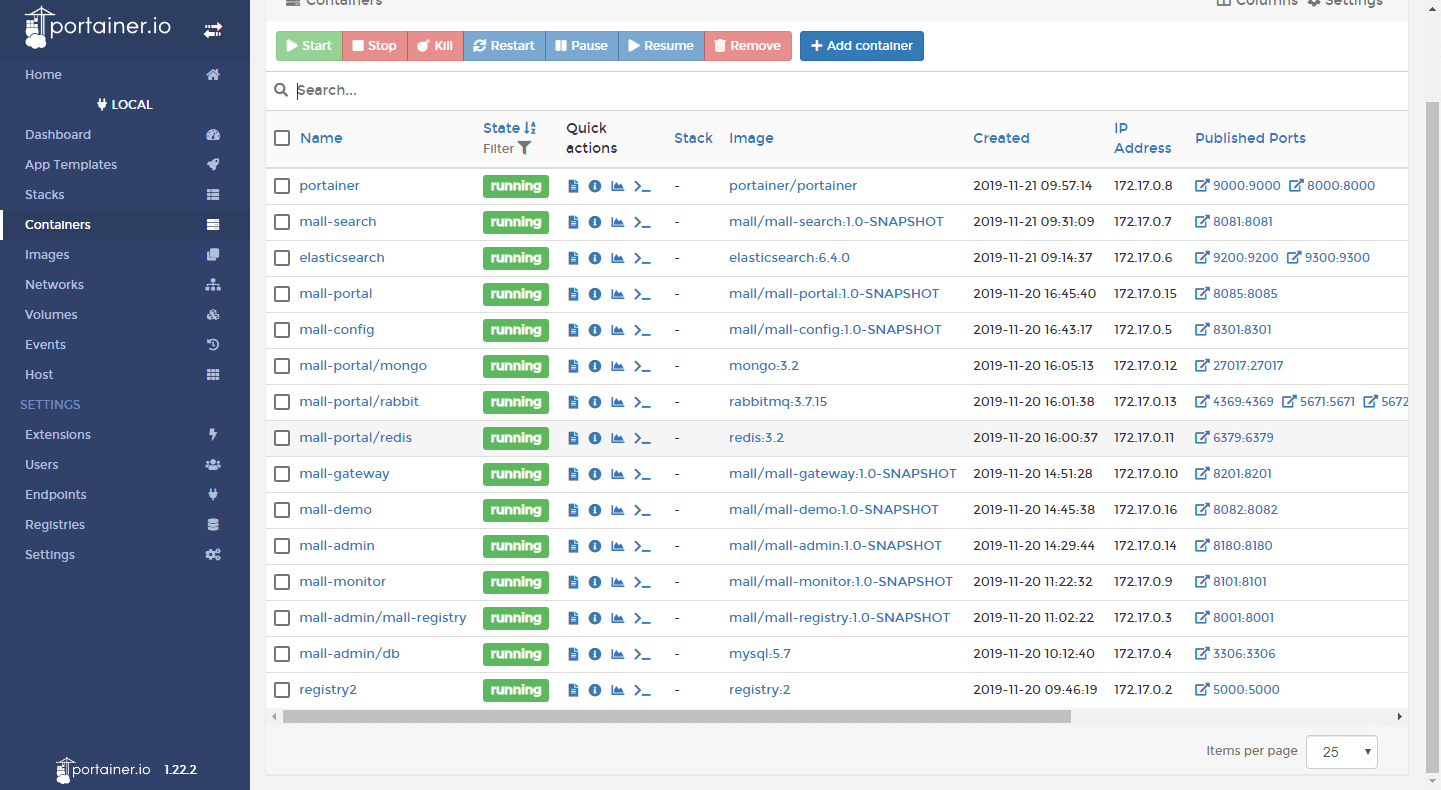 Containers
Columns Settings
portainer.io
Start Stop Kill Restart Pause Resume Remove Add container
Home
LOCAL
Dashboard
App Templates
Stacks
Containers
Images
Networks
Volumes
Events
Host
SETTINGS
Extensions
Users
Endpoints
Registries
Settings
portainer.io 1.22.2
Search...
Name State Filter Quick actions Stack Image Created IP Address Published Ports
portainer running - portainer/portainer 2019-11-21 09:57:14 172.17.0.8 9000:9000 8000:8000
mall-search running - mall/mall-search:1.0-SNAPSHOT 2019-11-21 09:31:09 172.17.0.7 8081:8081
elasticsearch running - elasticsearch:6.4.0 2019-11-21 09:14:37 172.17.0.6 9200:9200 9300:9300
mall-portal running - mall/mall-portal:1.0-SNAPSHOT 2019-11-20 16:45:40 172.17.0.15 8085:8085
mall-config running - mall/mall-config:1.0-SNAPSHOT 2019-11-20 16:43:17 172.17.0.5 8301:8301
mall-portal/mongo running - mongo:3.2 2019-11-20 16:05:13 172.17.0.12 27017:27017
mall-portal/rabbit running - rabbitmq:3.7.15 2019-11-20 16:01:38 172.17.0.13 4369:4369 5671:5671 5672
mall-portal/redis running - redis:3.2 2019-11-20 16:00:37 172.17.0.11 6379:6379
mall-gateway running - mall/mall-gateway:1.0-SNAPSHOT 2019-11-20 14:51:28 172.17.0.10 8201:8201
mall-demo running - mall/mall-demo:1.0-SNAPSHOT 2019-11-20 14:45:38 172.17.0.16 8082:8082
mall-admin running - mall/mall-admin:1.0-SNAPSHOT 2019-11-20 14:29:44 172.17.0.14 8180:8180
mall-monitor running - mall/mall-monitor:1.0-SNAPSHOT 2019-11-20 11:22:32 172.17.0.9 8101:8101
mall-admin/mall-registry running - mall/mall-registry:1.0-SNAPSHOT 2019-11-20 11:02:22 172.17.0.3 8001:8001
mall-admin/db running - mysql:5.7 2019-11-20 10:12:40 172.17.0.4 3306:3306
registry2 running - registry:2 2019-11-20 09:46:19 172.17.0.2 5000:5000
Items per page 25